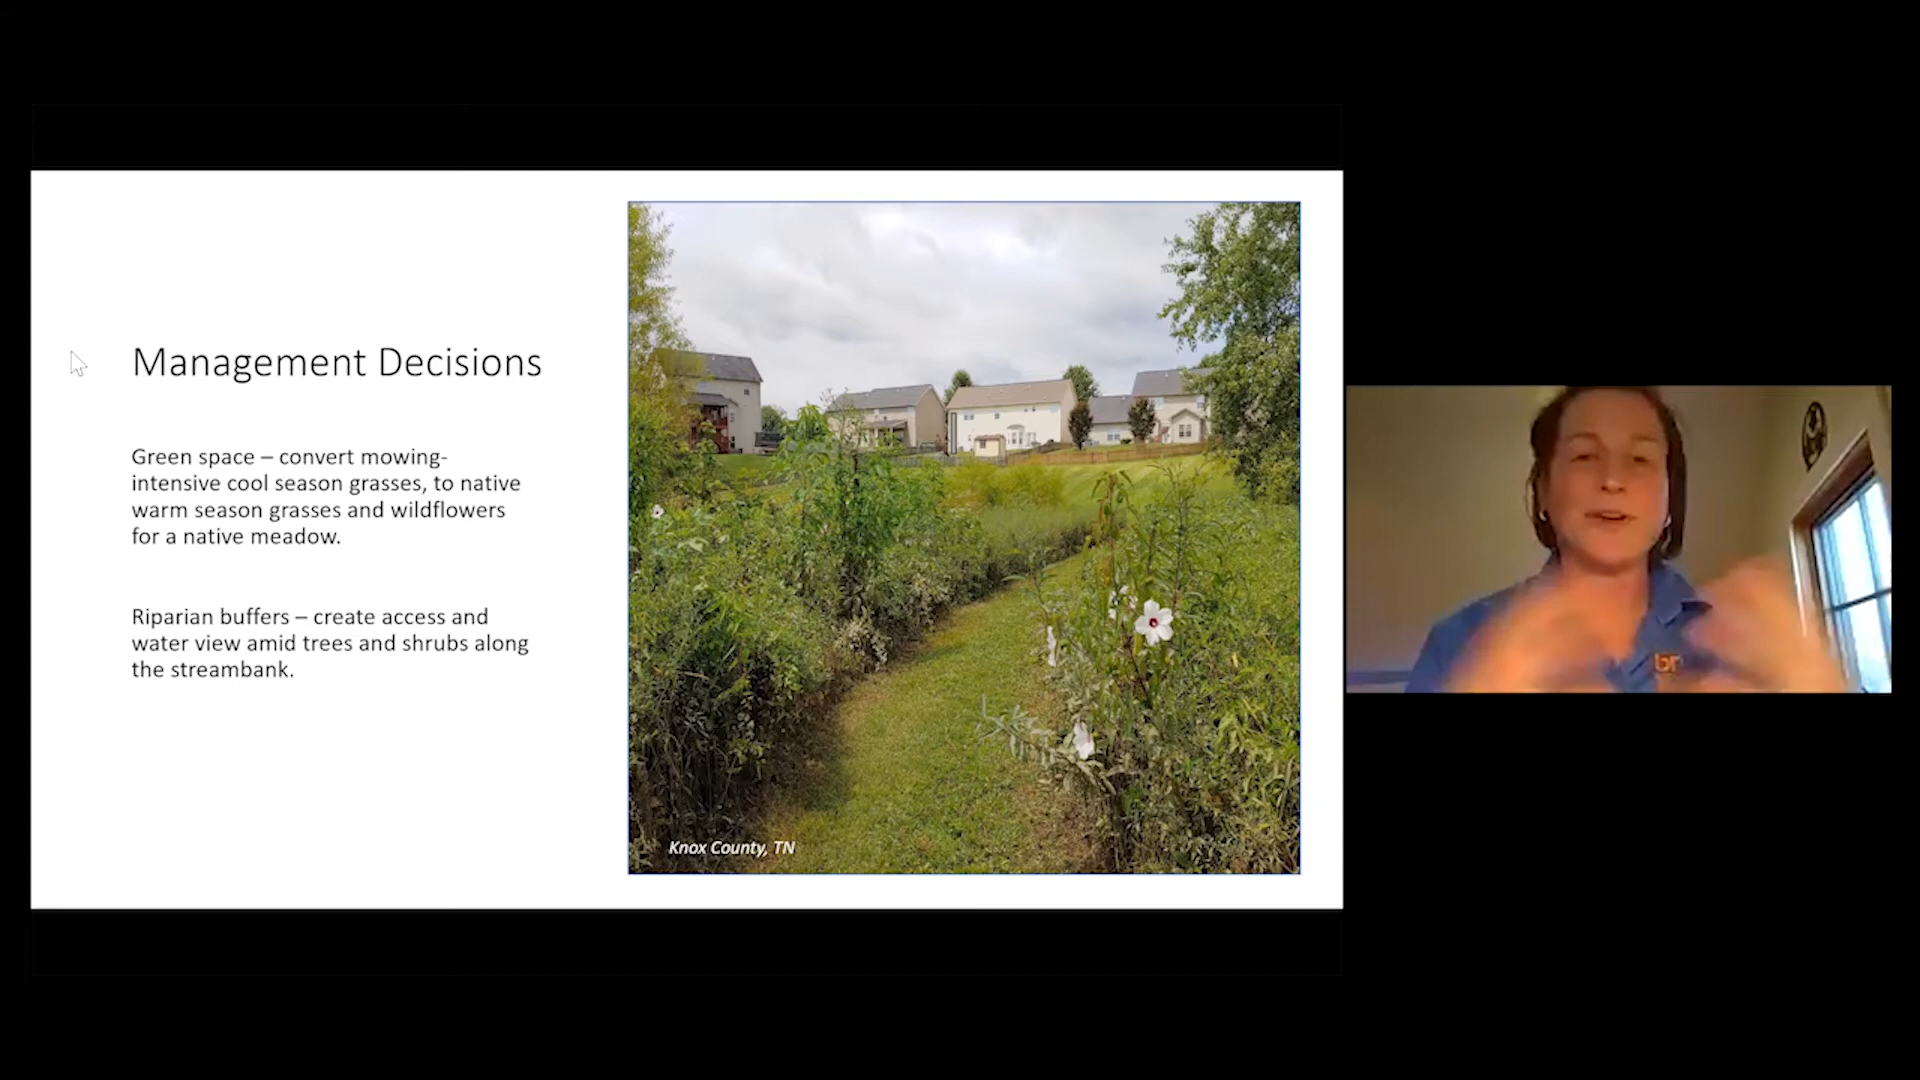 Management Decisions
Green space – convert mowing-
intensive cool season grasses, to native
warm season grasses and wildflowers
for a native meadow.
Riparian buffers – create access and
water view amid trees and shrubs along
the streambank.
Knox County, TN